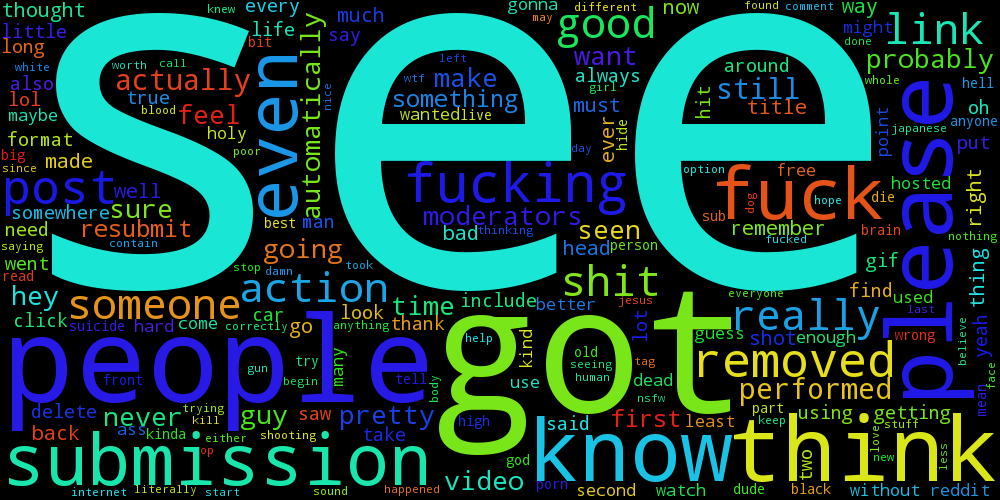 thought
knew
every
gonna
different
found
comment
way
little
life
much
may
good
now
might
link
long
bit
say
want
done
probably
white
worth
call
left
always
around
whole
also
actually
wtf
make
girl
still
hell
lol
true
something
must
hit
title
oh
maybe
blood
feel
nice
wantedlive
ever
hide
point
japanese
anyone
format
holy
automatically
day
put
big
made
poor
see
even
since
option
free
hosted
post
well
fucking
fuck
die
right
somewhere
sure
best
man
moderators
sub
dog
hope
please
need
resubmit
bad
thinking
seen
remember
brain
nothing
saying
contain
going
head
person
fucked
went
stop
damn
took
shit
gif
thing
read
hey
someone
action
time
include
better
jesus
everyone
find
used
click
suicide
hard
come
car
correctly
go
look
anything
thank
lot
really
last
guess
shot
enough
wrong
believe
yeah
people
gun
try
got
help
kind
old
seeing
human
tag
removed
face
front
begin
many
tell
body
use
dead
nsfw
performed
mean
delete
never
trying
kill
guy
saw
pretty
high
said
first
least
part
keep
using
getting
stuff
back
ass
kinda
either
op
shooting
take
god
know
think
two
love
new
less
submission
video
porn
internet
literally
start
sound
happened
second
watch
dude
black
without
reddit